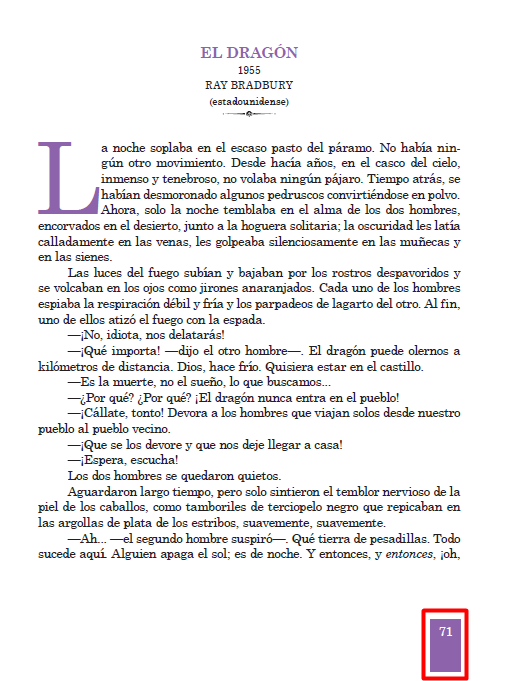 EL DRAGÓN
1955
RAY BRADBURY
(estadounidense)
La noche soplaba en el escaso pasto del páramo. No había nin-
gún otro movimiento. Desde hacía años, en el casco del cielo,
inmenso y tenebroso, no volaba ningún pájaro. Tiempo atrás, se
habían desmoronado algunos pedruscos convirtiéndose en polvo.
Ahora, solo la noche temblaba en el alma de los dos hombres,
encorvados en el desierto, junto a la hoguera solitaria; la oscuridad les latía
calladamente en las venas, les golpeaba silenciosamente en las muñecas y
en las sienes.
Las luces del fuego subían y bajaban por los rostros despavoridos y
se volcaban en los ojos como jirones anaranjados. Cada uno de los hombres
espiaba la respiración débil y fría y los parpadeos de lagarto del otro. Al fin,
uno de ellos atizó el fuego con la espada.
—¡No, idiota, nos delatarás!
—¡Qué importa! —dijo el otro hombre—. El dragón puede olernos a
kilómetros de distancia. Dios, hace frío. Quisiera estar en el castillo.
—Es la muerte, no el sueño, lo que buscamos...
—¿Por qué? ¿Por qué? ¡El dragón nunca entra en el pueblo!
—¡Cállate, tonto! Devora a los hombres que viajan solos desde nuestro
pueblo al pueblo vecino.
—¡Que se los devore y que nos deje llegar a casa!
—¡Espera, escucha!
Los dos hombres se quedaron quietos.
Aguardaron largo tiempo, pero solo sintieron el temblor nervioso de la
piel de los caballos, como tamboriles de terciopelo negro que repicaban en
las argollas de plata de los estribos, suavemente, suavemente.
—Ah... —el segundo hombre suspiró—. Qué tierra de pesadillas. Todo
sucede aquí. Alguien apaga el sol; es de noche. Y entonces, y entonces, ¡oh,
71